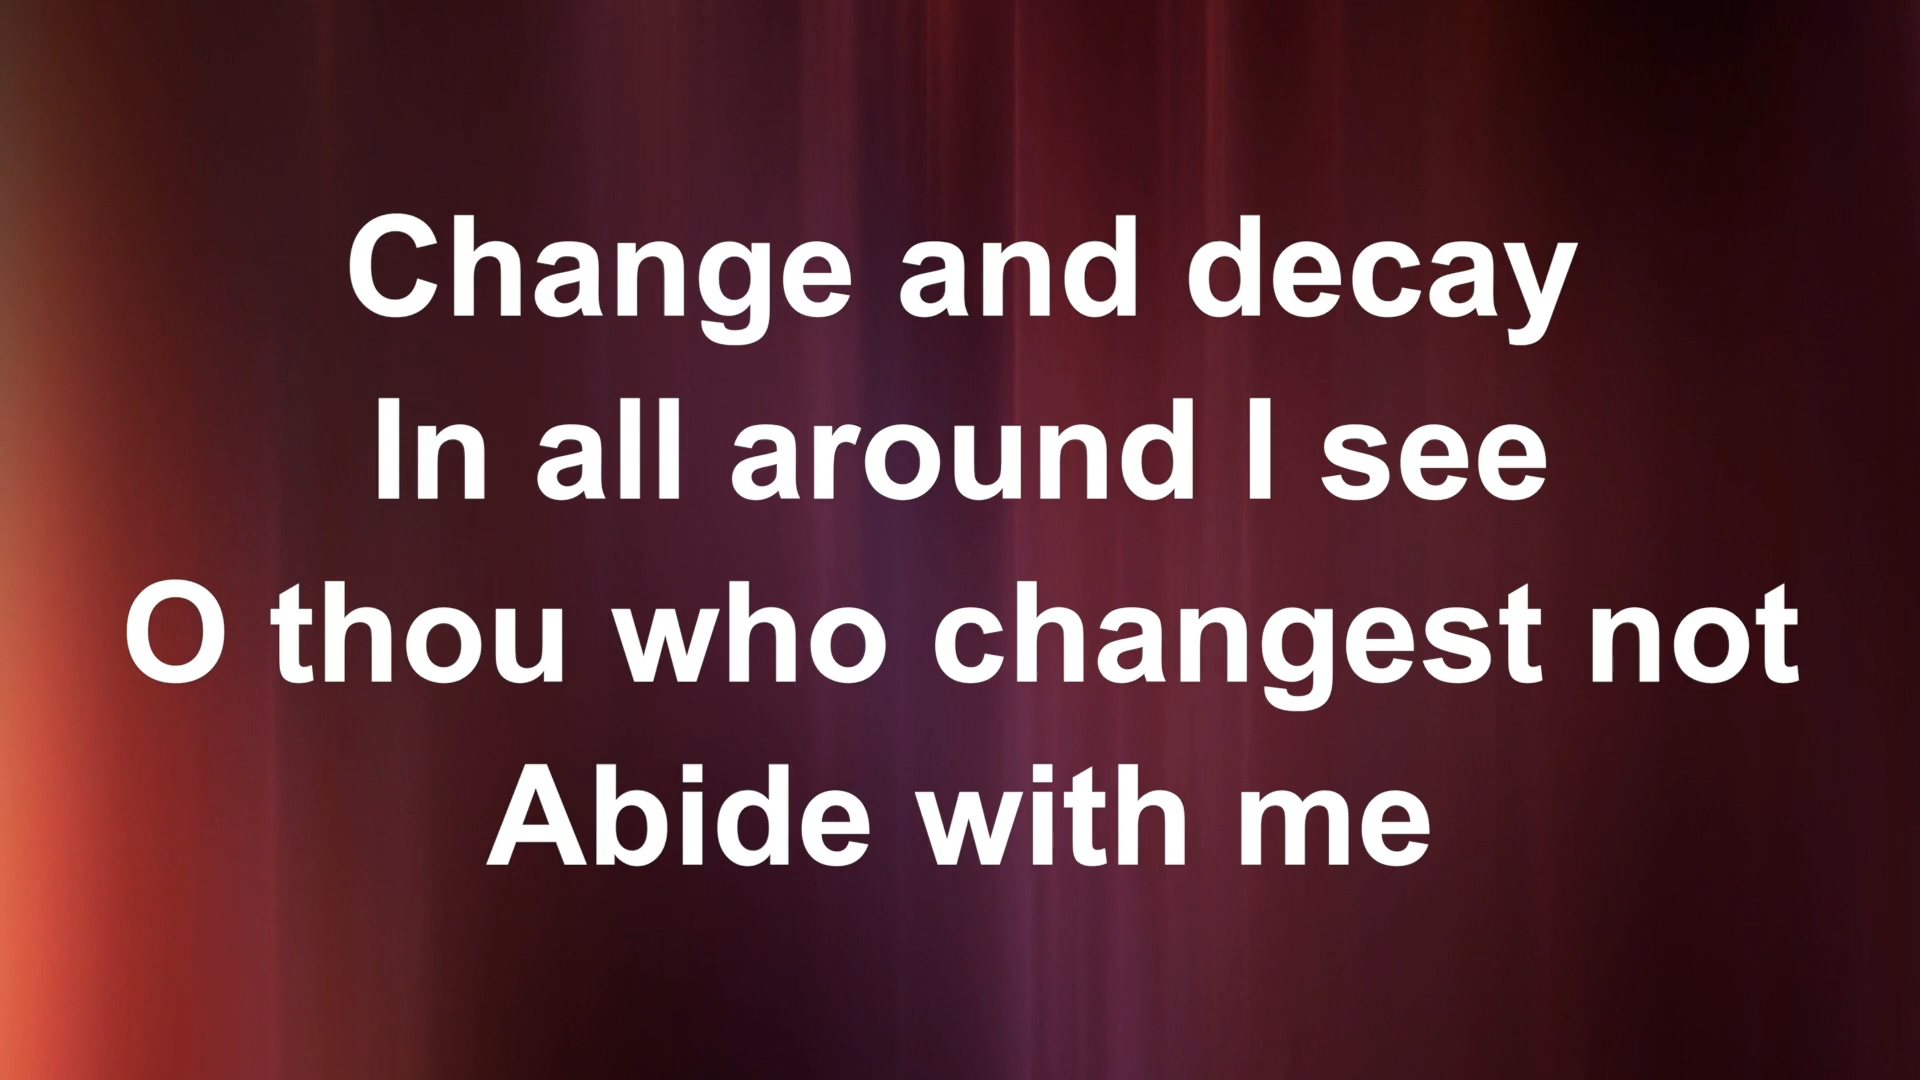 Change and decay
In all around I see
O thou who changest not
Abide with me